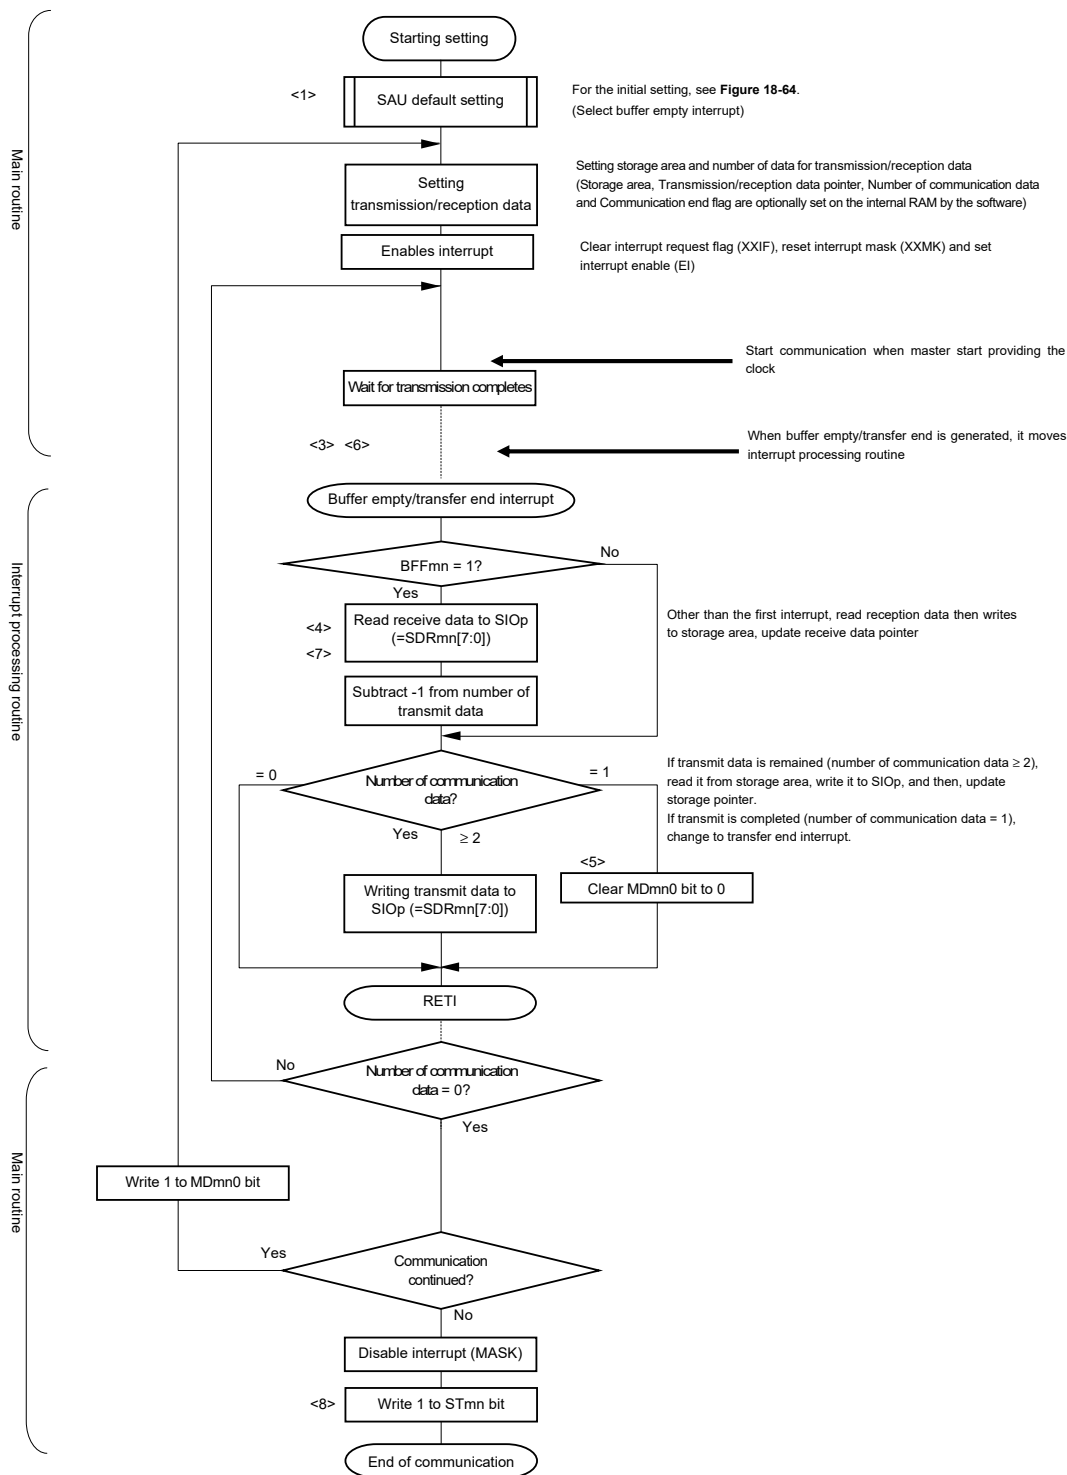 Main routine
Starting setting
<1>
SAU default setting
For the initial setting, see Figure 18-64.
(Select buffer empty interrupt)
Setting
transmission/reception data
Setting storage area and number of data for transmission/reception data
(Storage area, Transmission/reception data pointer, Number of communication data
and Communication end flag are optionally set on the internal RAM by the software)
Enables interrupt
Clear interrupt request flag (XXIF), reset interrupt mask (XXMK) and set
interrupt enable (EI)
Start communication when master start providing the
clock
Wait for transmission completes
<3> <6>
When buffer empty/transfer end is generated, it moves
interrupt processing routine
Interrupt processing routine
Buffer empty/transfer end interrupt
BFFmn = 1?
No
Yes
<4>
<7>
Read receive data to SIOp
(=SDRmn[7:0])
Other than the first interrupt, read reception data then writes
to storage area, update receive data pointer
Subtract -1 from number of
transmit data
= 0
Number of communication
data?
= 1
Yes
≥ 2
If transmit data is remained (number of communication data ≥ 2),
read it from storage area, write it to SIOp, and then, update
storage pointer.
If transmit is completed (number of communication data = 1),
change to transfer end interrupt.
<5>
Writing transmit data to
SIOp (=SDRmn[7:0])
Clear MDmn0 bit to 0
RETI
Main routine
No
Number of communication
data = 0?
Yes
Write 1 to MDmn0 bit
Yes
Communication
continued?
No
Disable interrupt (MASK)
<8>
Write 1 to STmn bit
End of communication